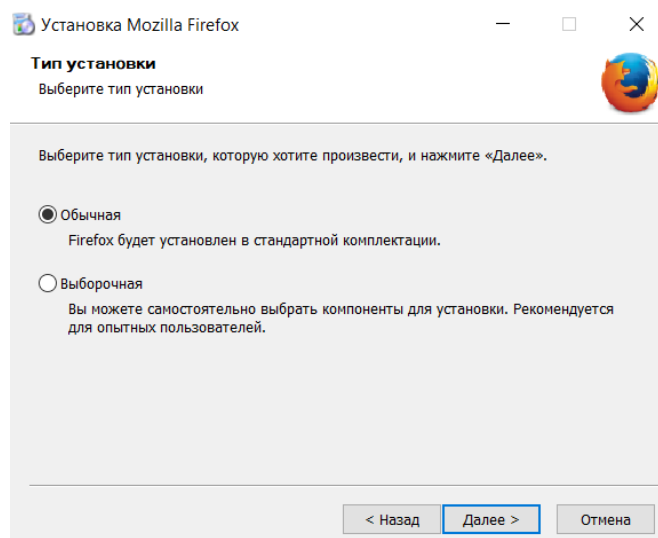 Установка Mozilla Firefox
Тип установки
Выберите тип установки
Выберите тип установки, которую хотите произвести, и нажмите «Далее».
Обычная
Firefox будет установлен в стандартной комплектации.
Выборочная
Вы можете самостоятельно выбрать компоненты для установки. Рекомендуется
для опытных пользователей.
< Назад Далее > Отмена